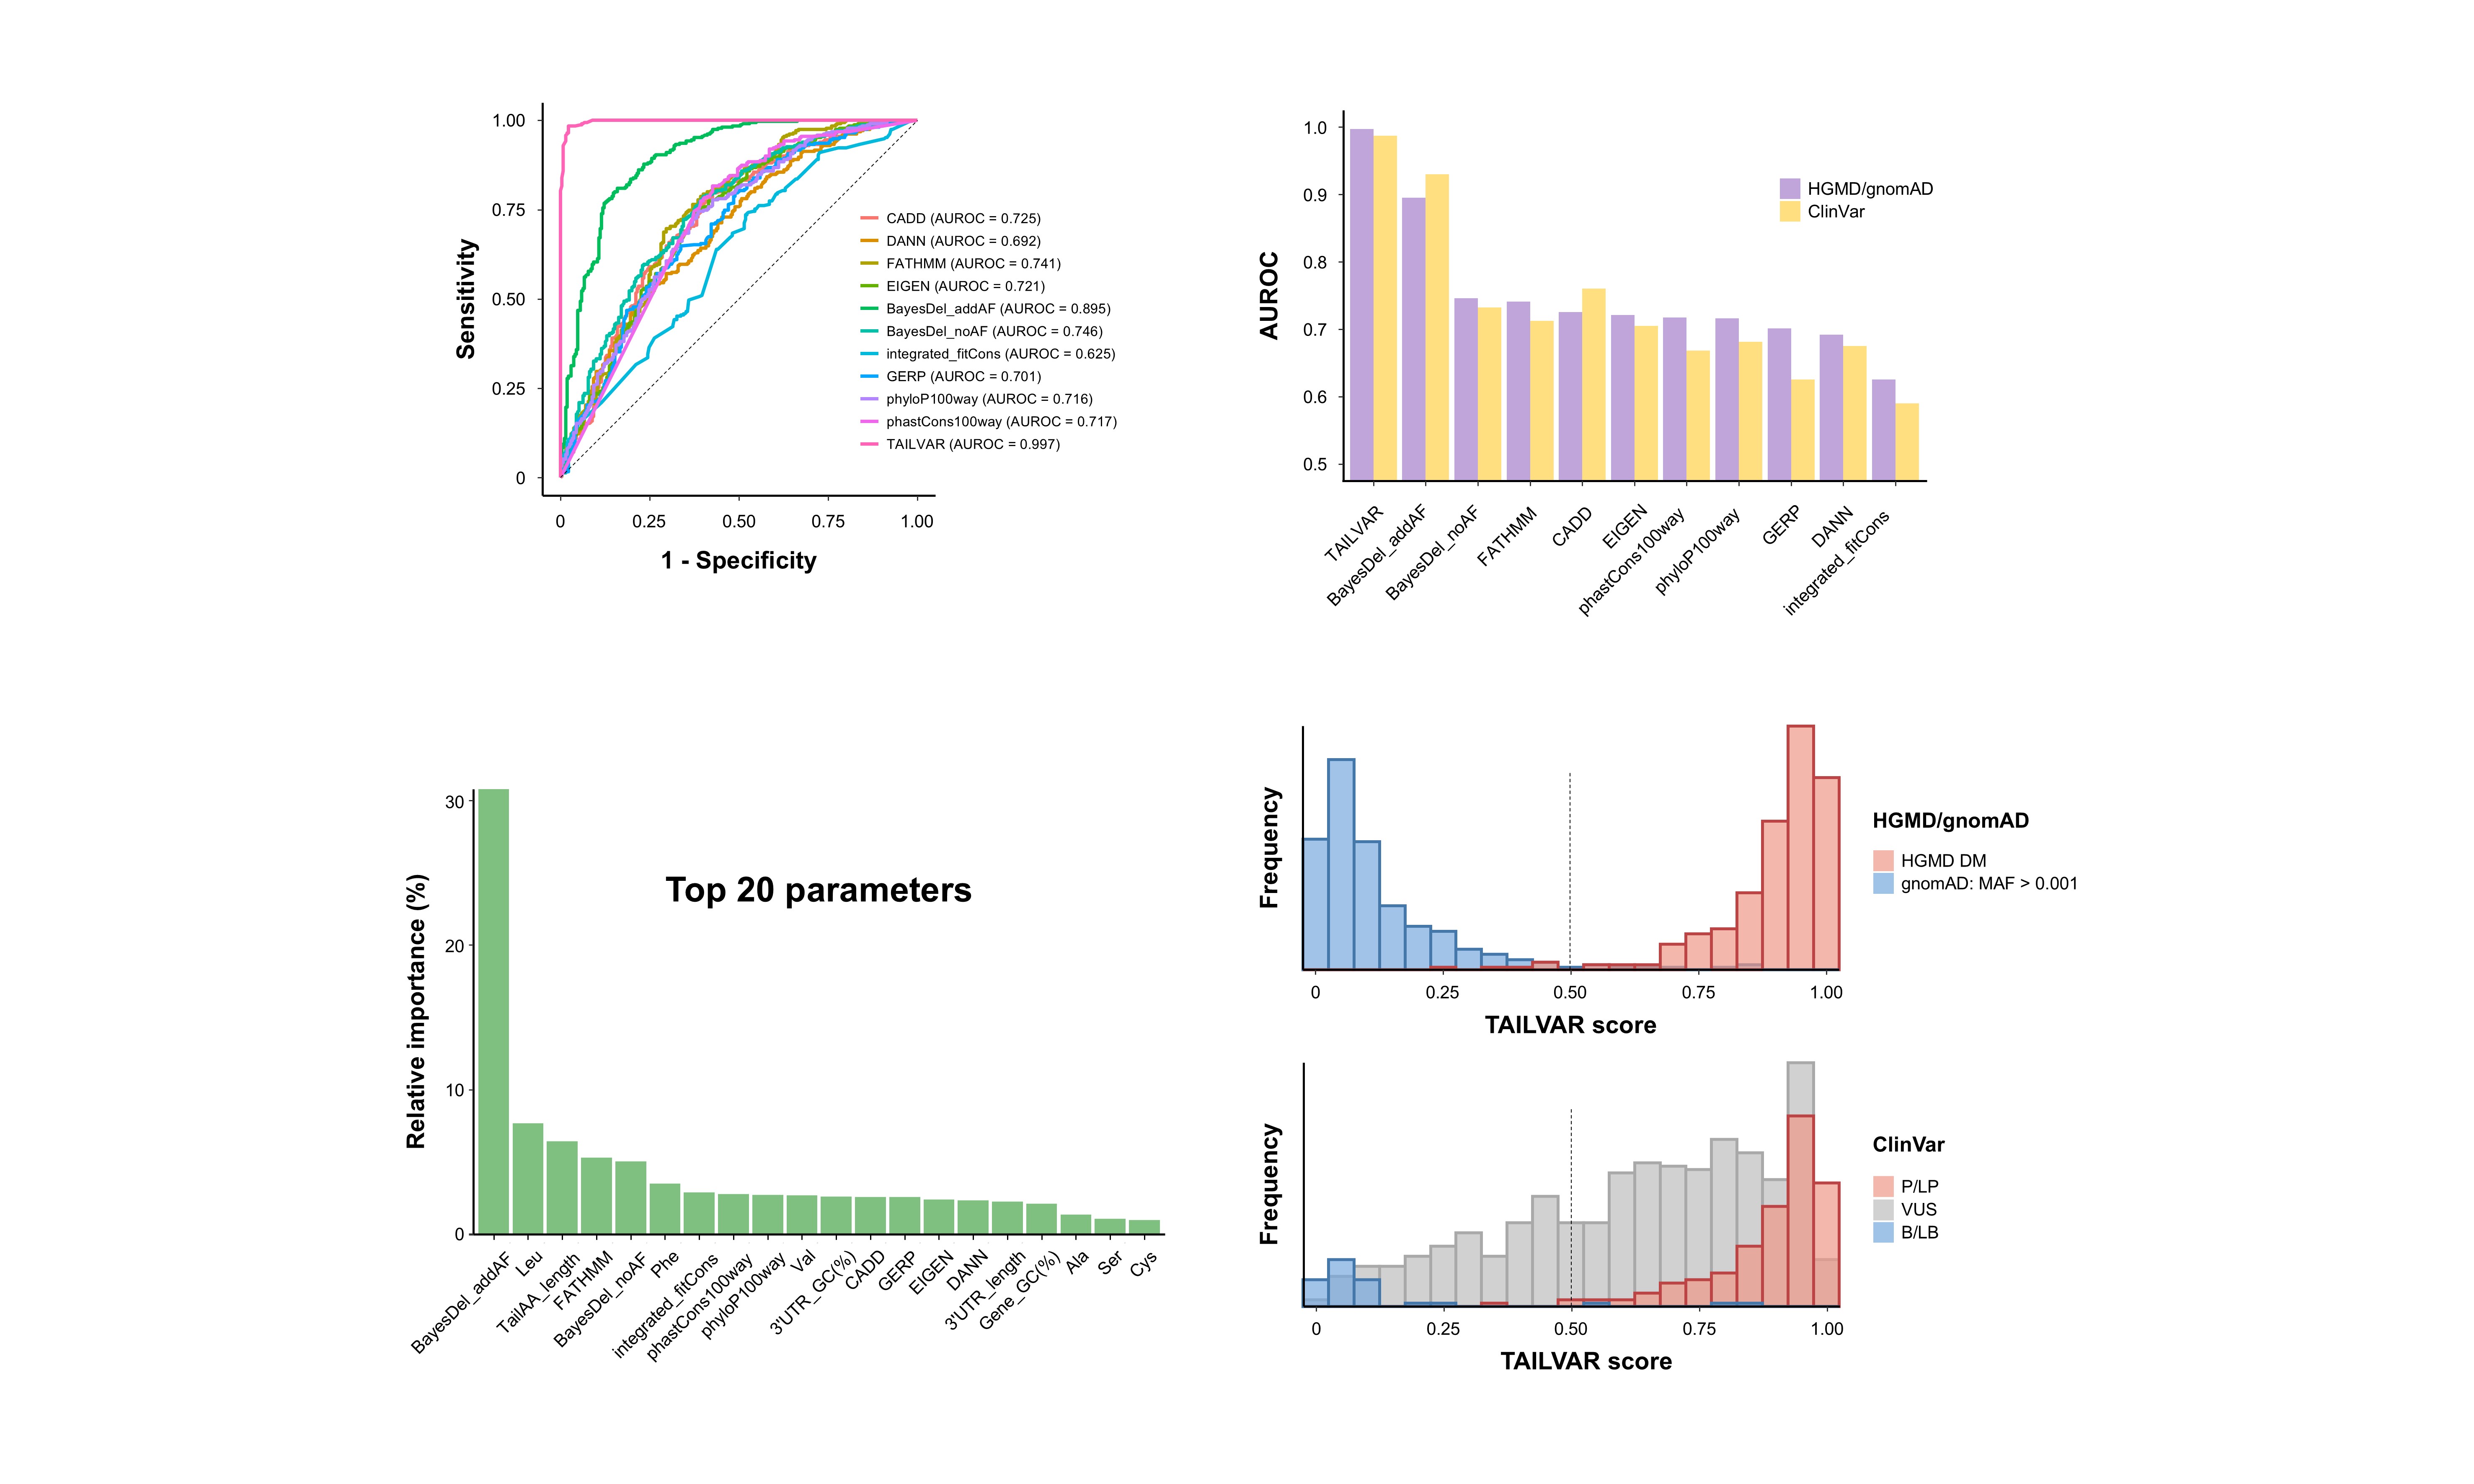 1.00
0.75
0.50
0.25
0
Sensitivity
0 0.25 0.50 0.75 1.00
1 - Specificity
CADD (AUROC = 0.725)
DANN (AUROC = 0.692)
FATHMM (AUROC = 0.741)
EIGEN (AUROC = 0.721)
BayesDel_addAF (AUROC = 0.895)
BayesDel_noAF (AUROC = 0.746)
integrated_fitCons (AUROC = 0.625)
GERP (AUROC = 0.701)
phyloP100way (AUROC = 0.716)
phastCons100way (AUROC = 0.717)
TAILVAR (AUROC = 0.997)
1.0
0.9
0.8
0.7
0.6
0.5
AUROC
HGMD/gnomAD
ClinVar
TAILVAR
BayesDel_addAF
BayesDel_noAF
FATHMM
CADD
EIGEN
phastCons100way
phyloP100way
GERP
DANN
integrated_fitCons
30
20
10
0
Relative importance (%)
Top 20 parameters
BayesDel_addAF
Leu
TailAA_length
FATHMM
BayesDel_noAF
Phe
integrated_fitCons
phastCons100way
phyloP100way
Val
3'UTR_GC(%)
CADD
GERP
EIGEN
DANN
3'UTR_length
Gene_GC(%)
Ala
Ser
Cys
Frequency
0 0.25 0.50 0.75 1.00
TAILVAR score
HGMD/gnomAD
HGMD DM
gnomAD: MAF > 0.001
Frequency
0 0.25 0.50 0.75 1.00
TAILVAR score
ClinVar
P/LP
VUS
B/LB